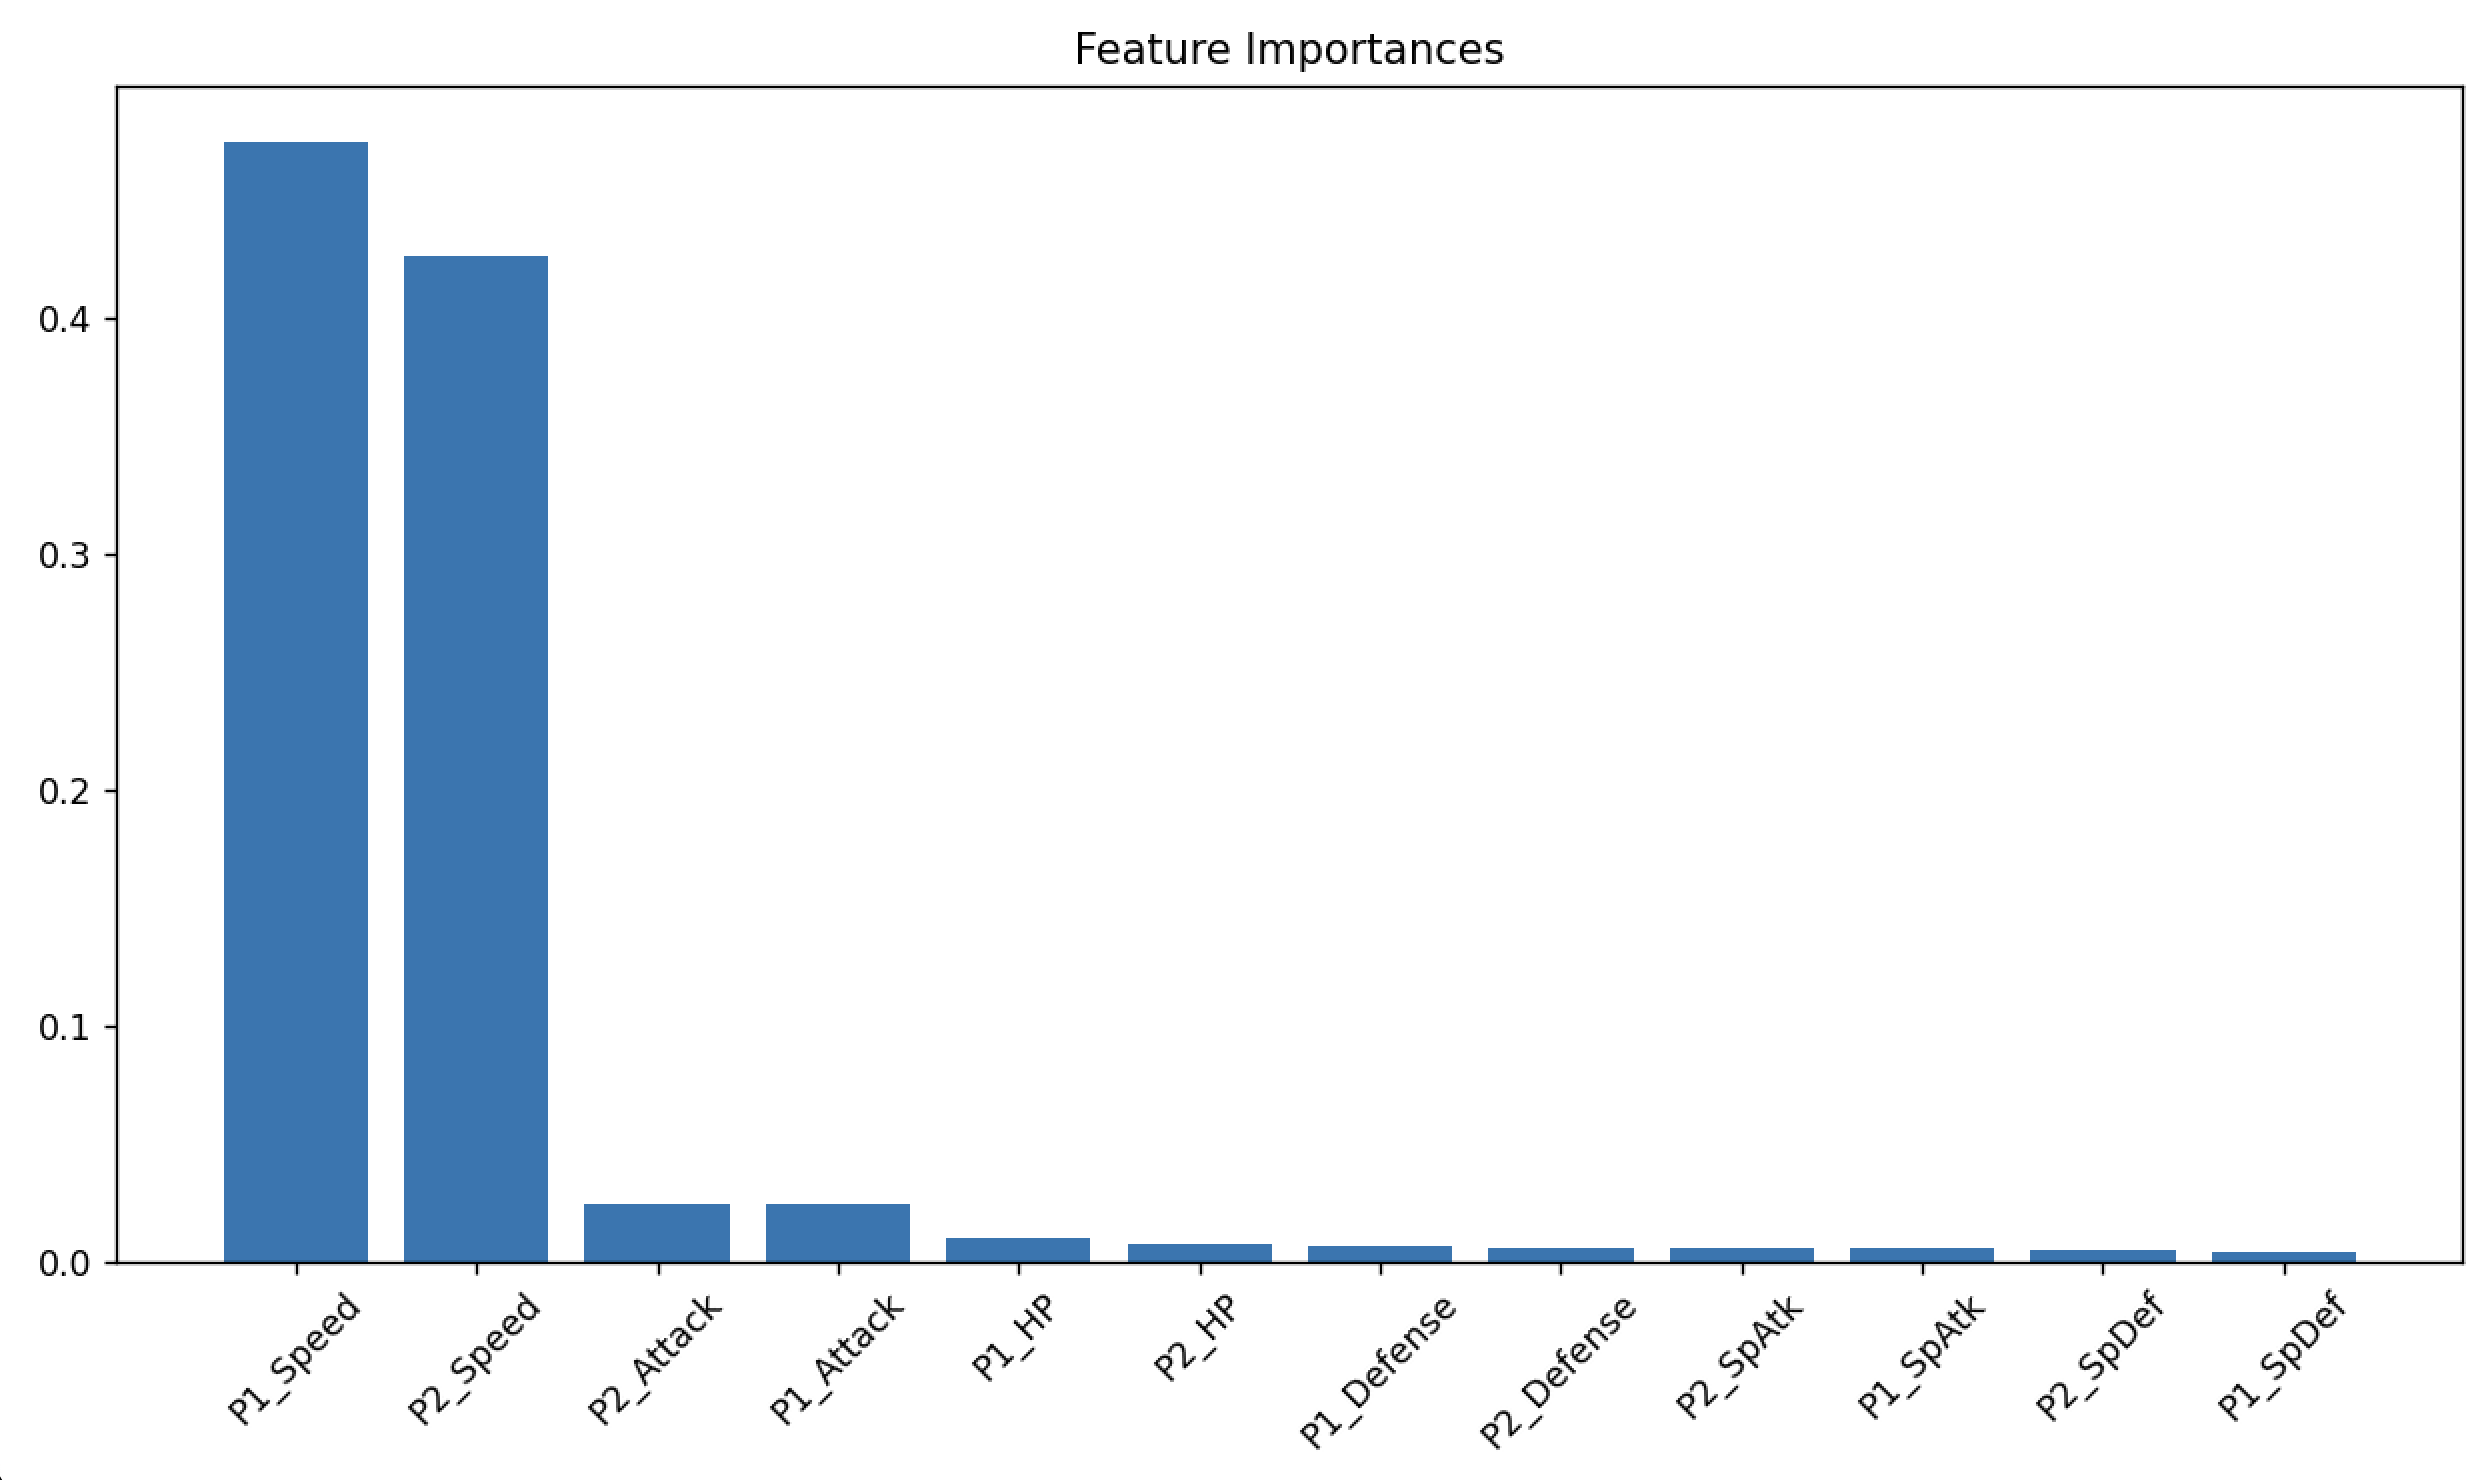 Feature Importances
0.4
0.3
0.2
0.1
0.0
P1_Speed
P2_Speed
P2_Attack
P1_Attack
P1_HP
P2_HP
P1_Defense
P2_Defense
P2_SpAtk
P1_SpAtk
P2_SpDef
P1_SpDef